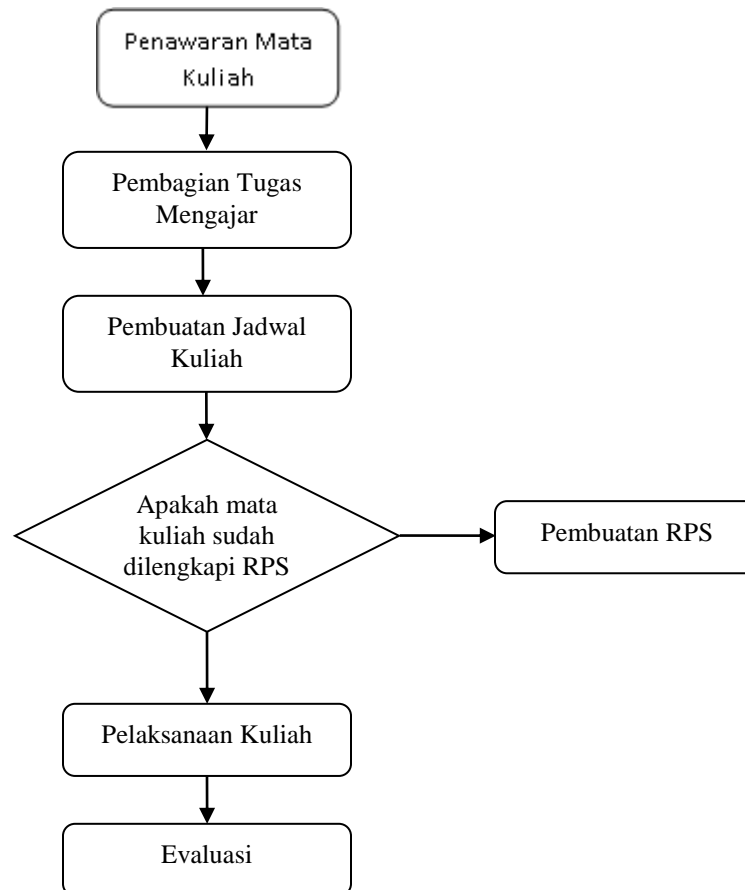 Penawaran Mata
Kuliah
Pembagian Tugas
Mengajar
Pembuatan Jadwal
Kuliah
Apakah mata
kuliah sudah
dilengkapi RPS
Pembuatan RPS
Pelaksanaan Kuliah
Evaluasi